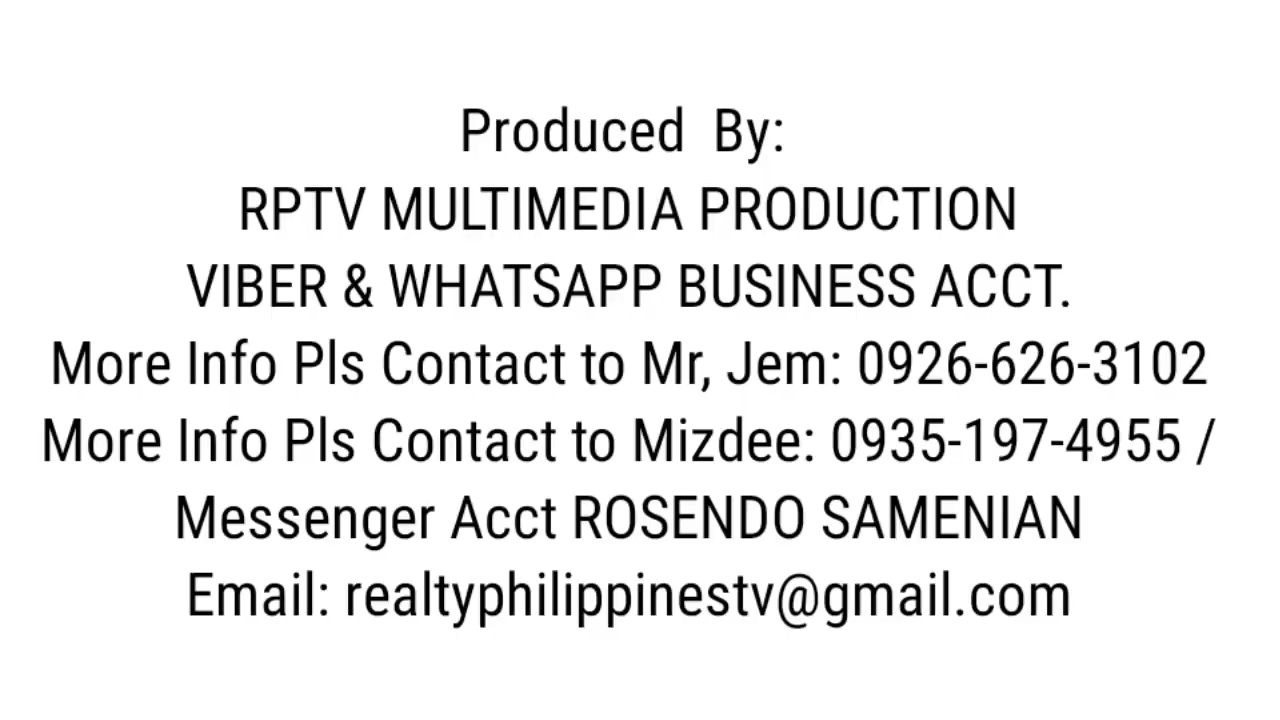 Produced By:
RPTV MULTIMEDIA PRODUCTION
VIBER & WHATSAPP BUSINESS ACCT.
More Info Pls Contact to Mr, Jem: 0926-626-3102
More Info Pls Contact to Mizdee: 0935-197-4955 /
Messenger Acct ROSENDO SAMENIAN
Email: realtyphilippinestv@gmail.com